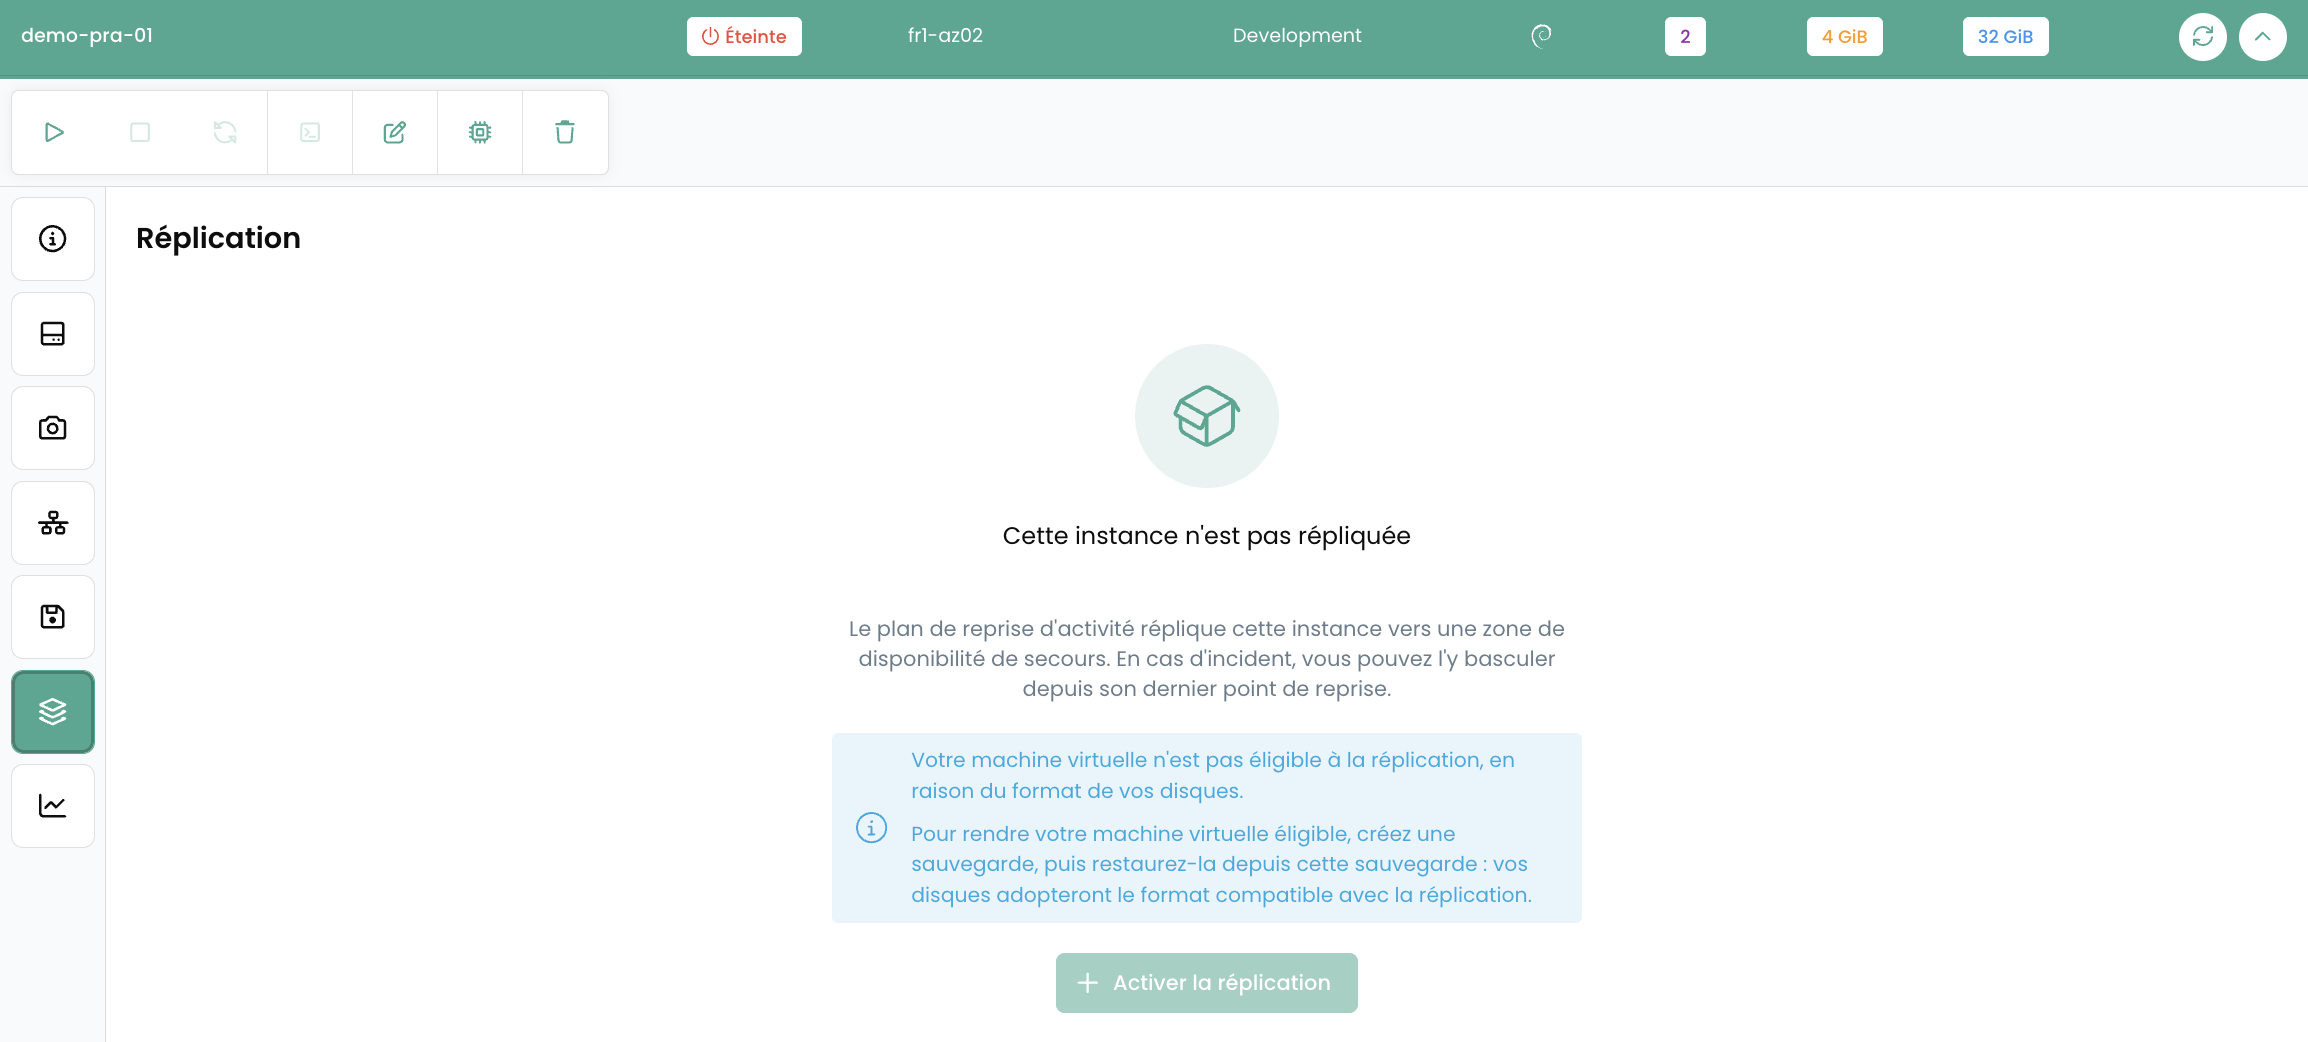 demo-pra-01
Éteinte
fr1-az02
Development
2
4 GiB
32 GiB
Réplication
Cette instance n'est pas répliquée
Le plan de reprise d'activité réplique cette instance vers une zone de
disponibilité de secours. En cas d'incident, vous pouvez l'y basculer
depuis son dernier point de reprise.
Votre machine virtuelle n'est pas éligible à la réplication, en
raison du format de vos disques.
Pour rendre votre machine virtuelle éligible, créez une
sauvegarde, puis restaurez-la depuis cette sauvegarde : vos
disques adopteront le format compatible avec la réplication.
Activer la réplication